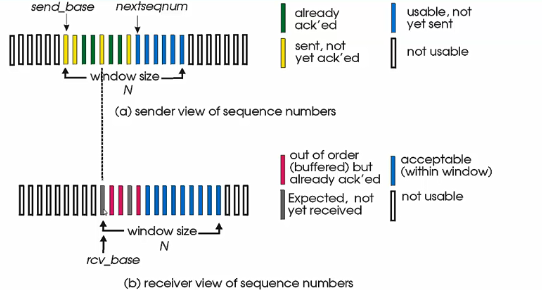 send_base nextseqnum
already
ack'ed
usable, not
yet sent
sent, not
yet ack'ed
not usable
window size
N
(a) sender view of sequence numbers
out of order
(buffered) but
already ack'ed
acceptable
(within window)
Expected, not
yet received
not usable
window size
N
rcv_base
(b) receiver view of sequence numbers